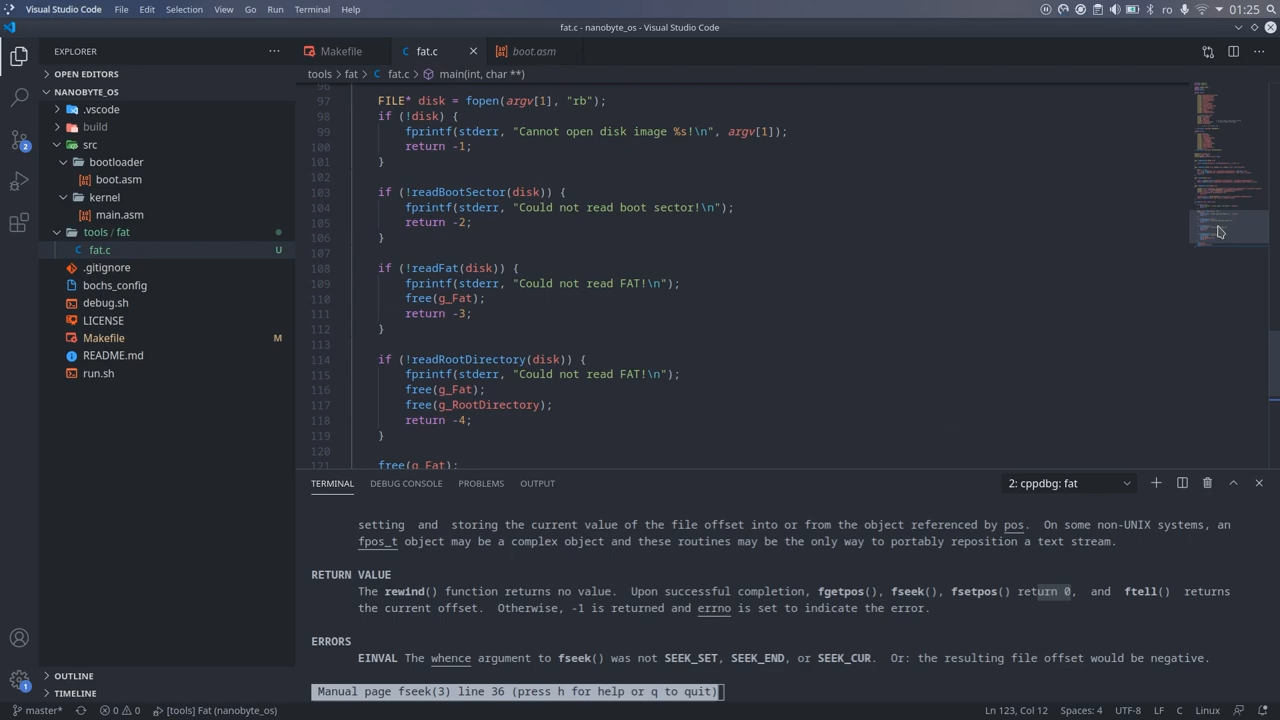 Visual Studio Code File Edit Selection View Go Run Terminal Help
ro 01:25
fat.c - nanobyte_os - Visual Studio Code
EXPLORER
Makefile
fat.c
boot.asm
OPEN EDITORS
tools > fat > C fat.c > main(int, char **)
NANOBYTE_OS
.vscode
build
src
bootloader
boot.asm
kernel
main.asm
tools / fat
fat.c U
.gitignore
bochs_config
debug.sh
LICENSE
Makefile M
README.md
run.sh
OUTLINE
TIMELINE
2
1
96
97 FILE* disk = fopen(argv[1], "rb");
98 if (!disk) {
99 fprintf(stderr, "Cannot open disk image %s!\n", argv[1]);
100 return -1;
101 }
102
103 if (!readBootSector(disk)) {
104 fprintf(stderr, "Could not read boot sector!\n");
105 return -2;
106 }
107
108 if (!readFat(disk)) {
109 fprintf(stderr, "Could not read FAT!\n");
110 free(g_Fat);
111 return -3;
112 }
113
114 if (!readRootDirectory(disk)) {
115 fprintf(stderr, "Could not read FAT!\n");
116 free(g_Fat);
117 free(g_RootDirectory);
118 return -4;
119 }
120
121 free(g_Fat);
TERMINAL DEBUG CONSOLE PROBLEMS OUTPUT 2: cppdbg: fat
setting and storing the current value of the file offset into or from the object referenced by pos. On some non-UNIX systems, an
fpos_t object may be a complex object and these routines may be the only way to portably reposition a text stream.
RETURN VALUE
The rewind() function returns no value. Upon successful completion, fgetpos(), fseek(), fsetpos() return 0, and ftell() returns
the current offset. Otherwise, -1 is returned and errno is set to indicate the error.
ERRORS
EINVAL The whence argument to fseek() was not SEEK_SET, SEEK_END, or SEEK_CUR. Or: the resulting file offset would be negative.
Manual page fseek(3) line 36 (press h for help or q to quit)
master* 0 0 [tools] Fat (nanobyte_os) Ln 123, Col 12 Spaces: 4 UTF-8 LF C Linux